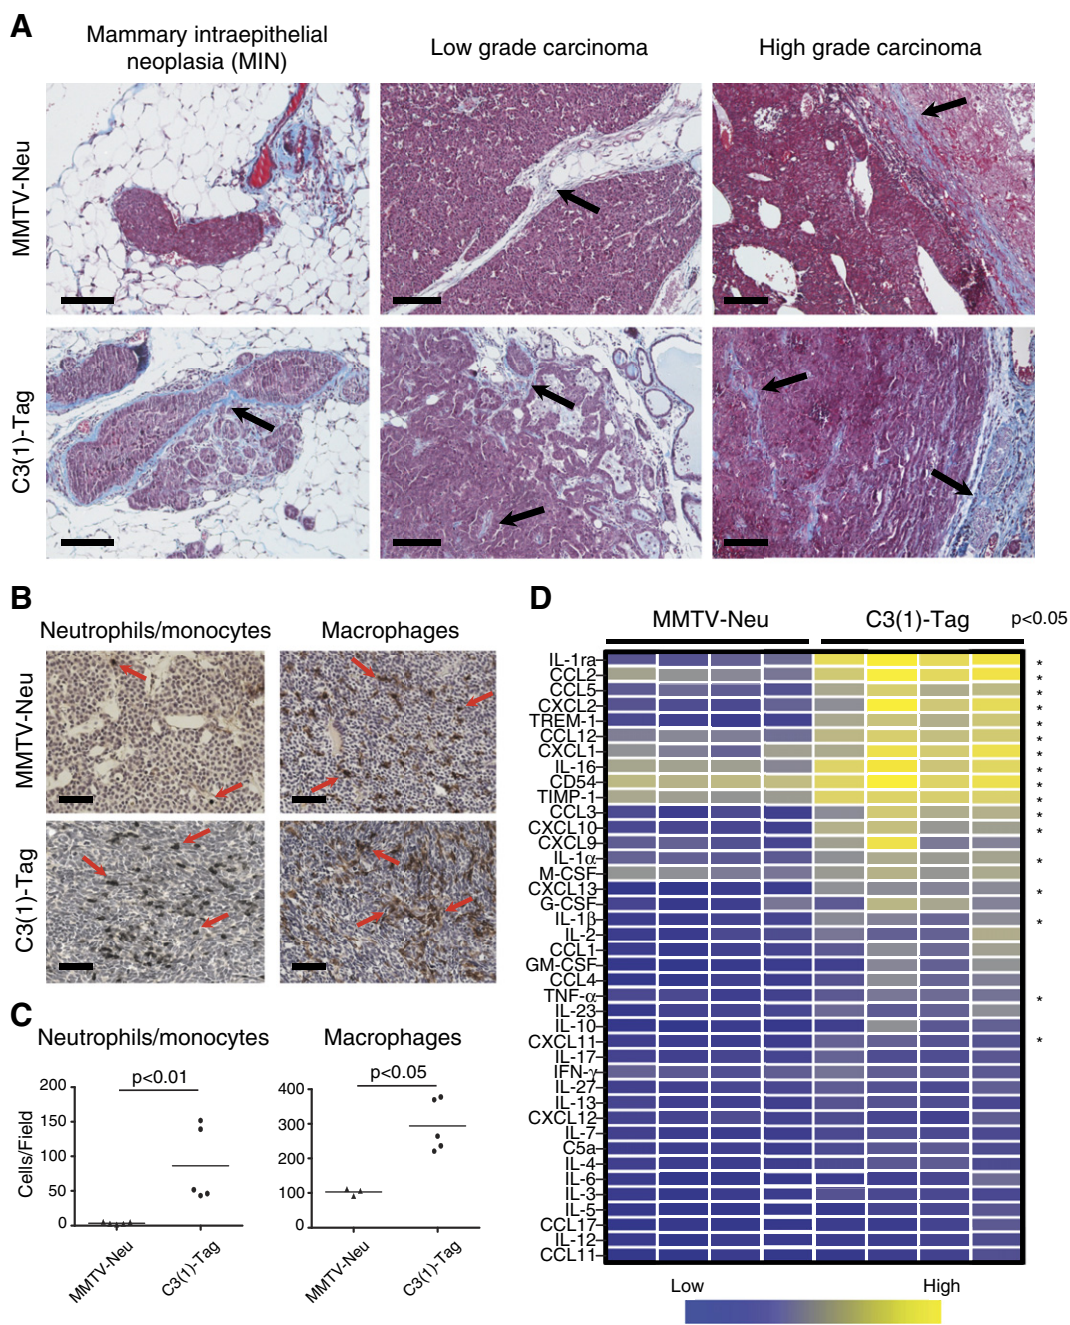 A
Mammary intraepithelial
neoplasia (MIN)
Low grade carcinoma
High grade carcinoma
MMTV-Neu
C3(1)-Tag
B
Neutrophils/monocytes
Macrophages
MMTV-Neu
C3(1)-Tag
C
Neutrophils/monocytes
Macrophages
Cells/Field
200
150
100
50
0
p<0.01
MMTV-Neu
C3(1)-Tag
400
300
200
100
0
p<0.05
MMTV-Neu
C3(1)-Tag
D
MMTV-Neu
C3(1)-Tag
p<0.05
IL-1ra *
CCL2 *
CCL5 *
CXCL2 *
TREM-1 *
CCL12 *
CXCL1 *
IL-16 *
CD54 *
TIMP-1 *
CCL3 *
CXCL10 *
CXCL9
IL-1α *
M-CSF
CXCL13 *
G-CSF
IL-1β *
IL-2
CCL1
GM-CSF
CCL4
TNF-α *
IL-23
IL-10
CXCL11 *
IL-17
IFN-γ
IL-27
IL-13
CXCL12
IL-7
C5a
IL-4
IL-6
IL-3
IL-5
CCL17
IL-12
CCL11
Low
High